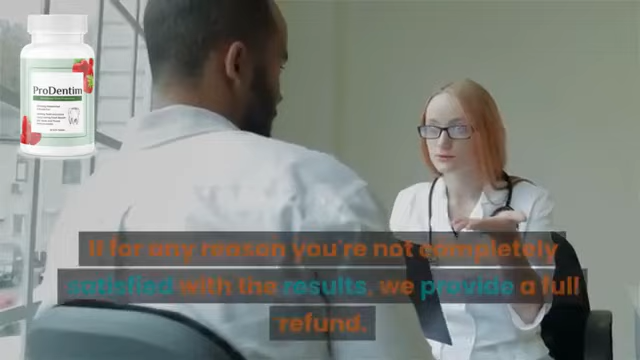 ProDentim
If for any reason you're not completely
satisfied with the results, we provide a full
refund.